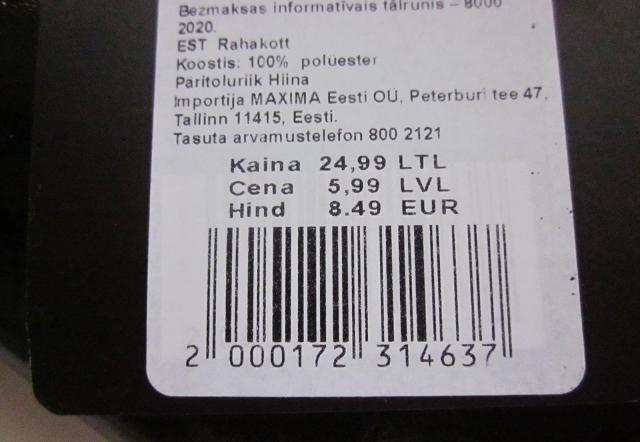 Bezmaksas informatīvais tālrunis – 8000
2020.
EST Rahakott
Koostis: 100% polüester
Päritoluriik Hiina
Importija MAXIMA Eesti OÜ, Peterburi tee 47,
Tallinn 11415, Eesti.
Tasuta arvamustelefon 800 2121
Kaina 24,99 LTL
Cena 5,99 LVL
Hind 8.49 EUR
2 000172 314637